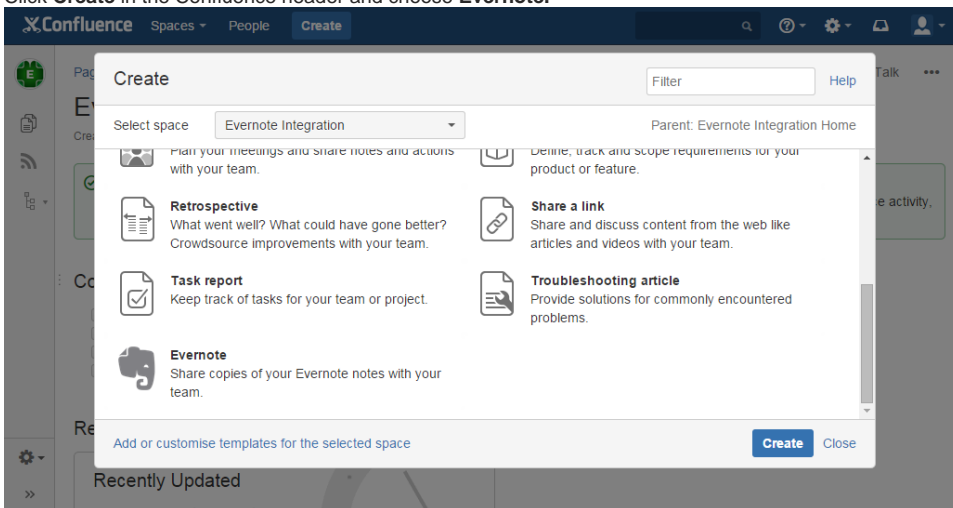 Click Create in the Confluence header and choose Evernote.
Confluence Spaces People Create
Pag
Create
Filter
Help
Talk
Ev
Select space
Evernote Integration
Parent: Evernote Integration Home
Crea
Plan your meetings and share notes and actions
with your team.
Define, track and scope requirements for your
product or feature.
Retrospective
What went well? What could have gone better?
Crowdsource improvements with your team.
Share a link
Share and discuss content from the web like
articles and videos with your team.
e activity,
Co
Task report
Keep track of tasks for your team or project.
Troubleshooting article
Provide solutions for commonly encountered
problems.
Evernote
Share copies of your Evernote notes with your
team.
Re
Add or customise templates for the selected space
Create
Close
Recently Updated